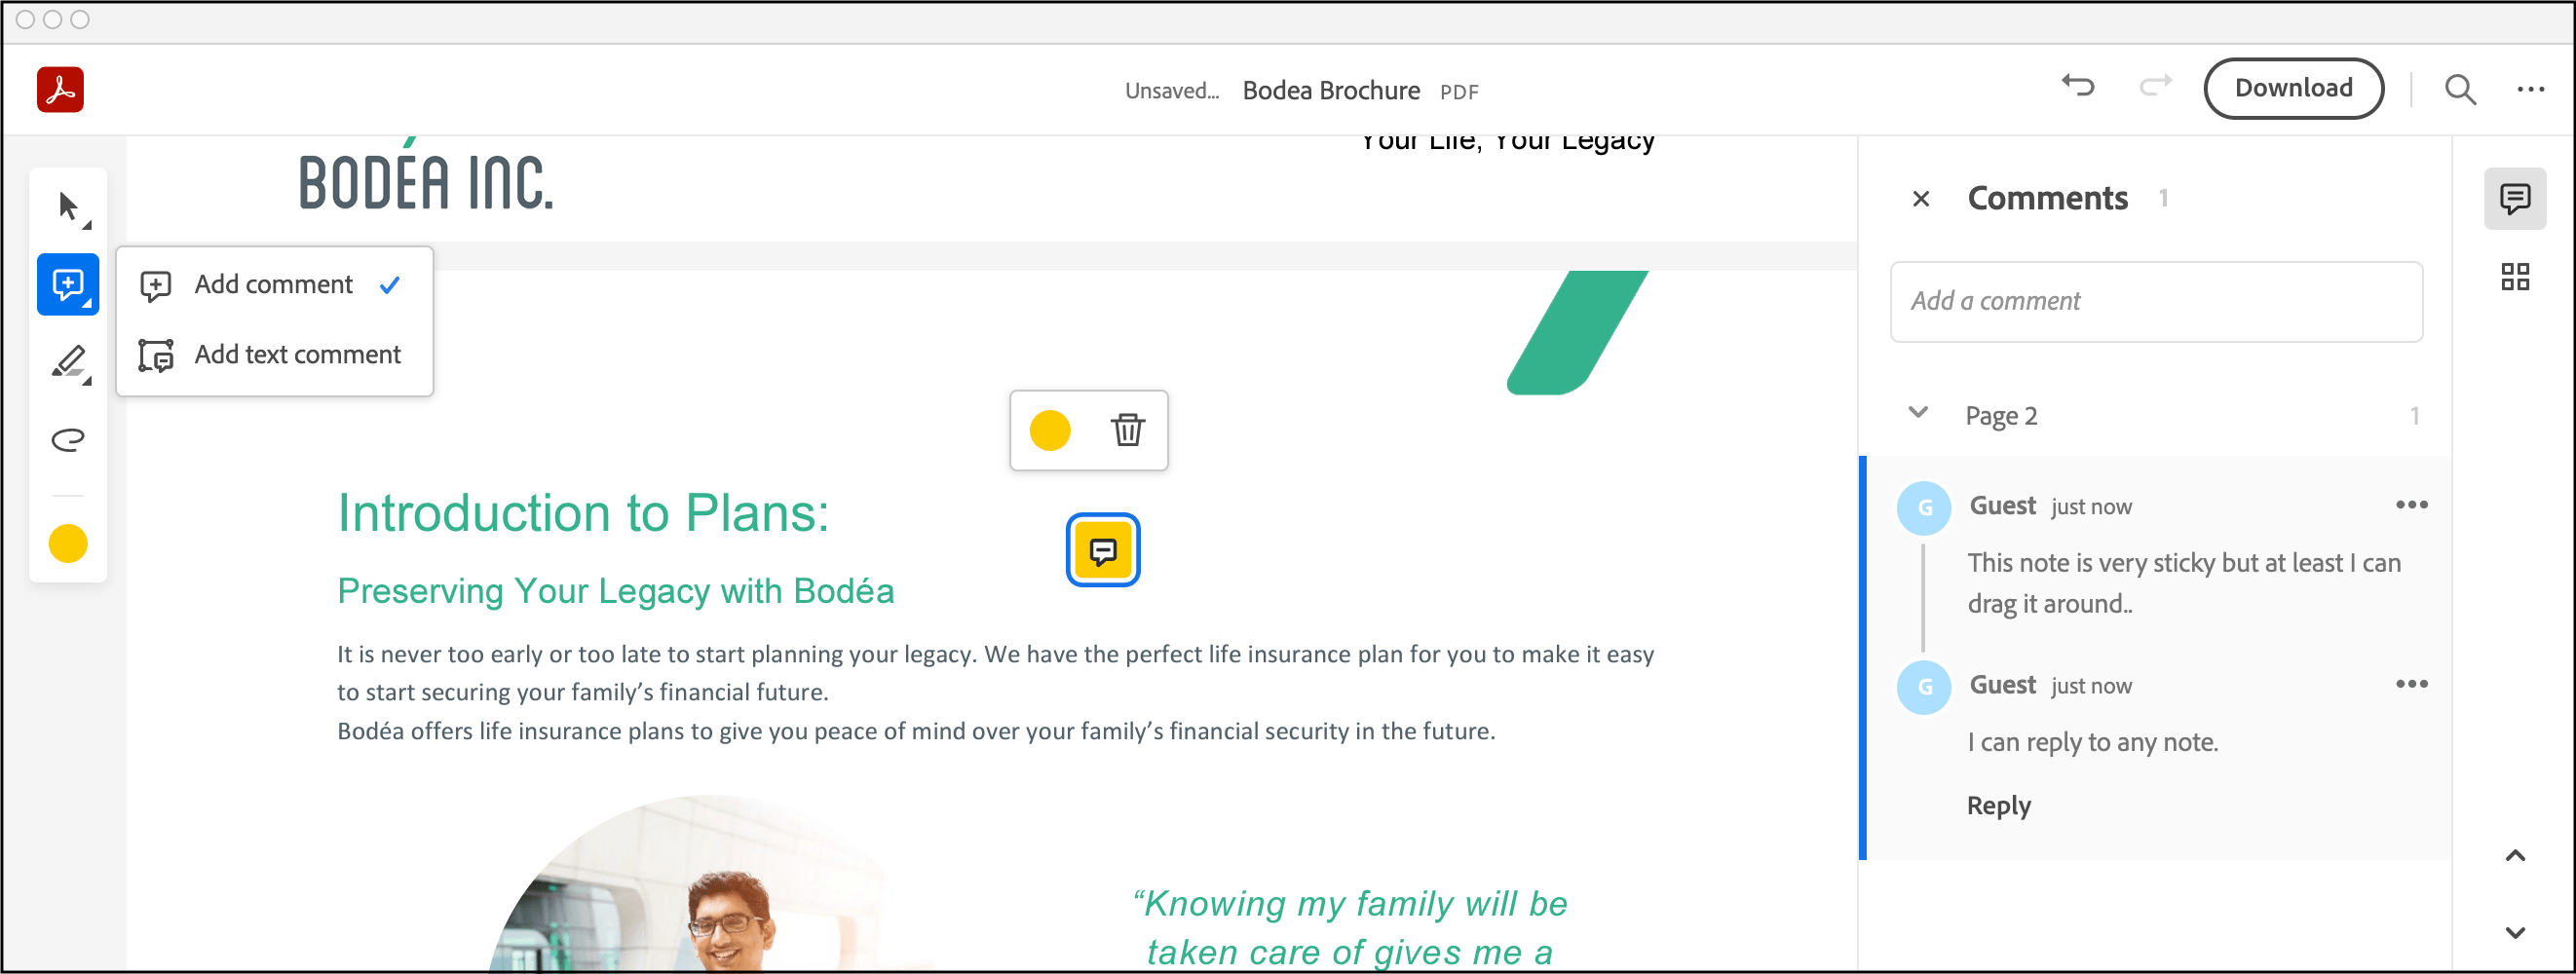 Unsaved... Bodea Brochure PDF
Download
Your Life, Your Legacy
BODÉA INC.
Add comment
Add text comment
Introduction to Plans:
Preserving Your Legacy with Bodéa
It is never too early or too late to start planning your legacy. We have the perfect life insurance plan for you to make it easy
to start securing your family’s financial future.
Bodéa offers life insurance plans to give you peace of mind over your family’s financial security in the future.
“Knowing my family will be
taken care of gives me a
Comments 1
Add a comment
Page 2 1
G Guest just now
This note is very sticky but at least I can
drag it around..
G Guest just now
I can reply to any note.
Reply